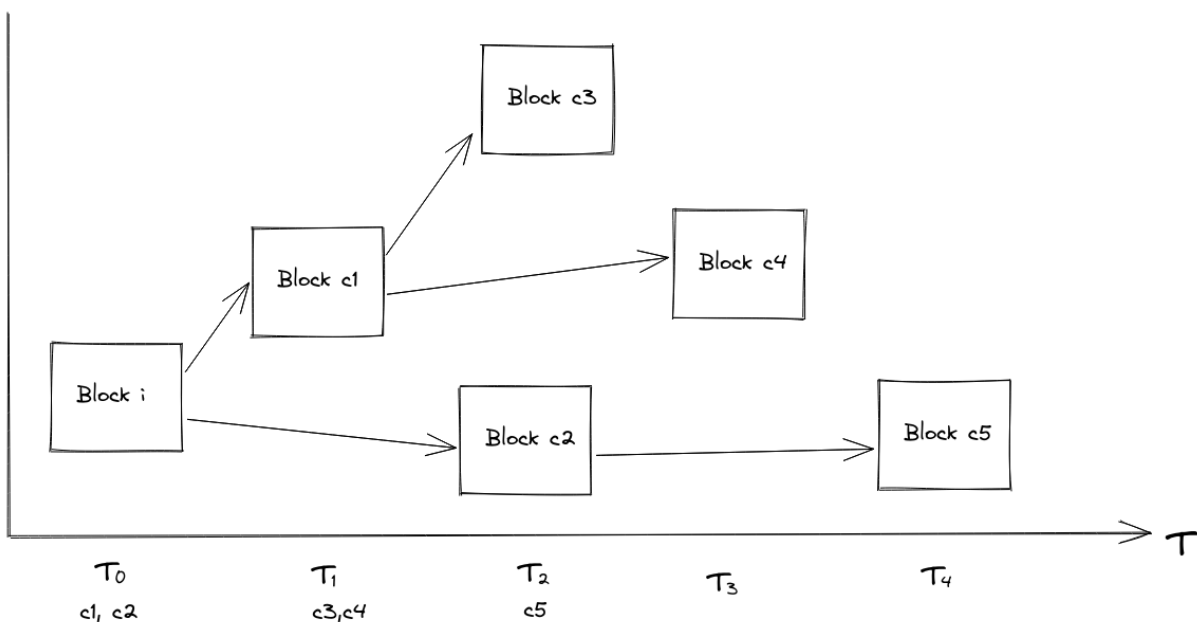 Block c3
Block c4
Block c1
Block i
Block c2
Block c5
T
T₀
T₁
T₂
T₃
T₄
c1, c2
c3,c4
c5